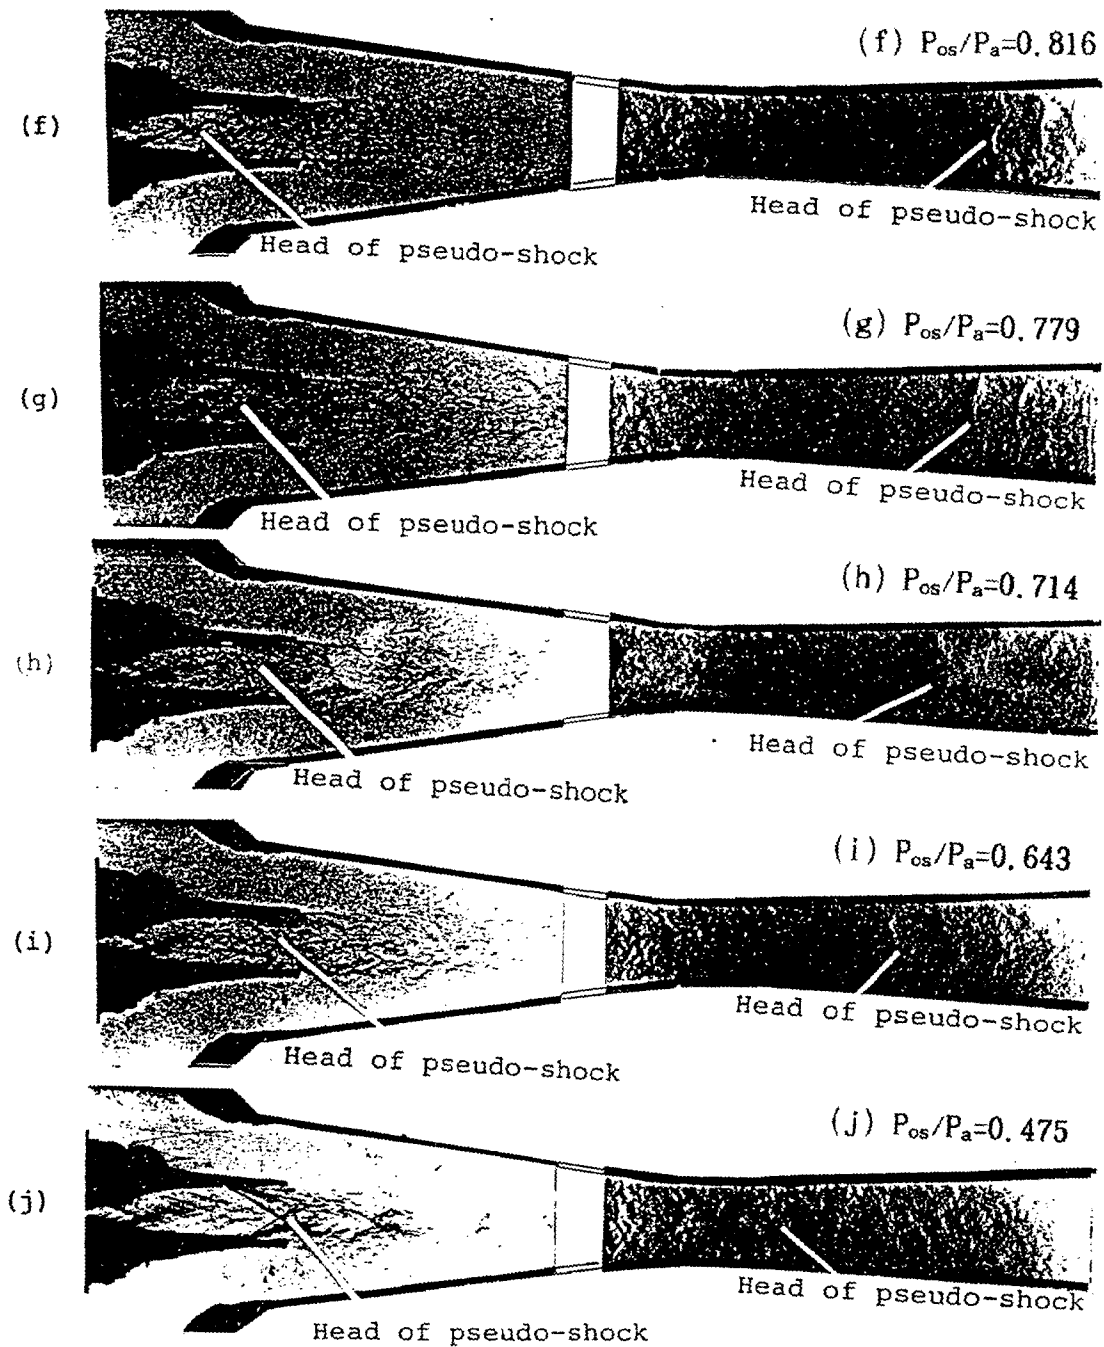 (f) Pos/Pa=0.816
(f)
Head of pseudo-shock
Head of pseudo-shock
(g) Pos/Pa=0.779
(g)
Head of pseudo-shock
Head of pseudo-shock
(h) Pos/Pa=0.714
(h)
Head of pseudo-shock
Head of pseudo-shock
(i) Pos/Pa=0.643
(i)
Head of pseudo-shock
Head of pseudo-shock
(j) Pos/Pa=0.475
(j)
Head of pseudo-shock
Head of pseudo-shock